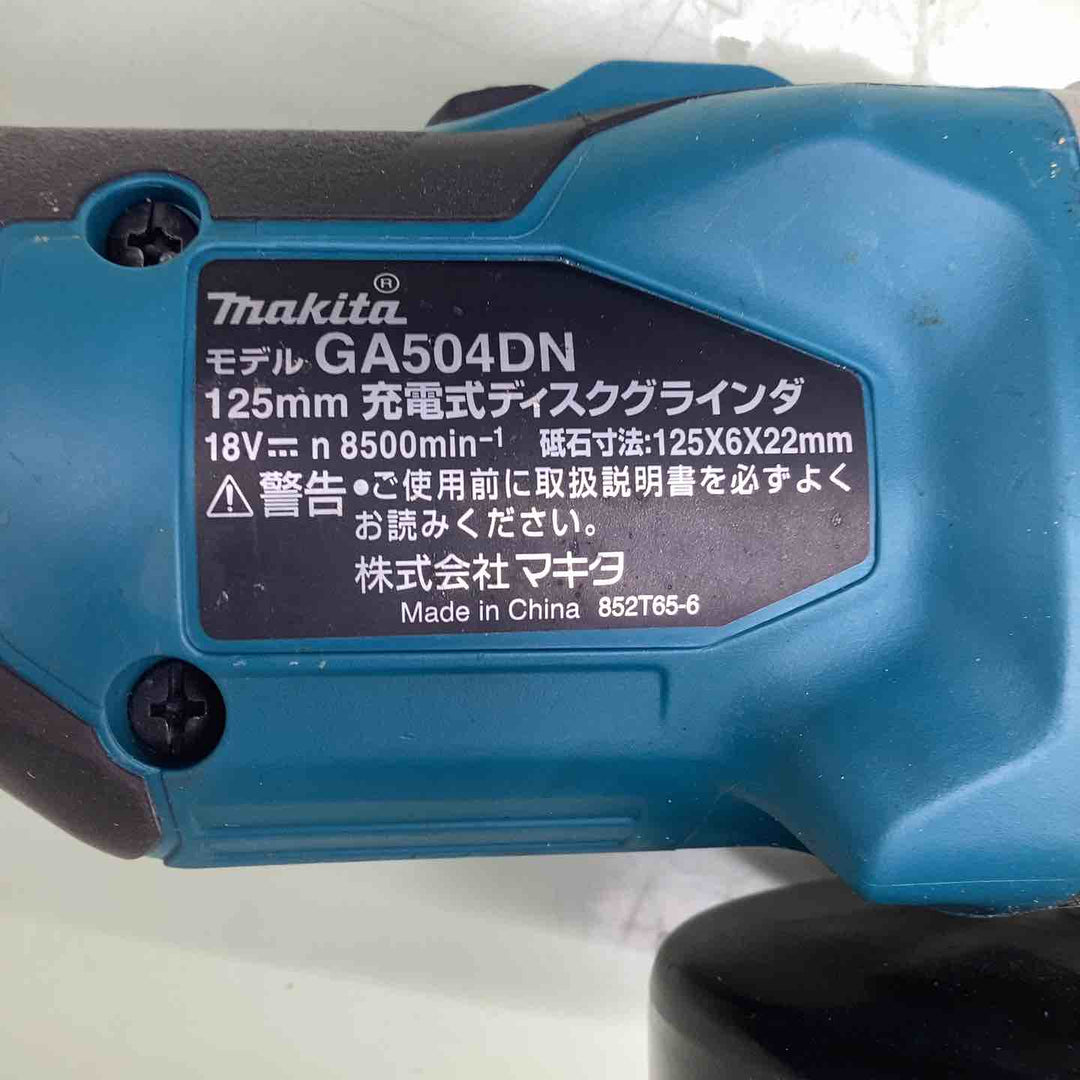 makita®
モデル GA504DN
125mm 充電式ディスクグラインダ
18V⎓ n 8500min⁻¹ 砥石寸法:125X6X22mm
⚠警告 •ご使用前に取扱説明書を必ずよく
お読みください。
株式会社マキタ
Made in China 852T65-6